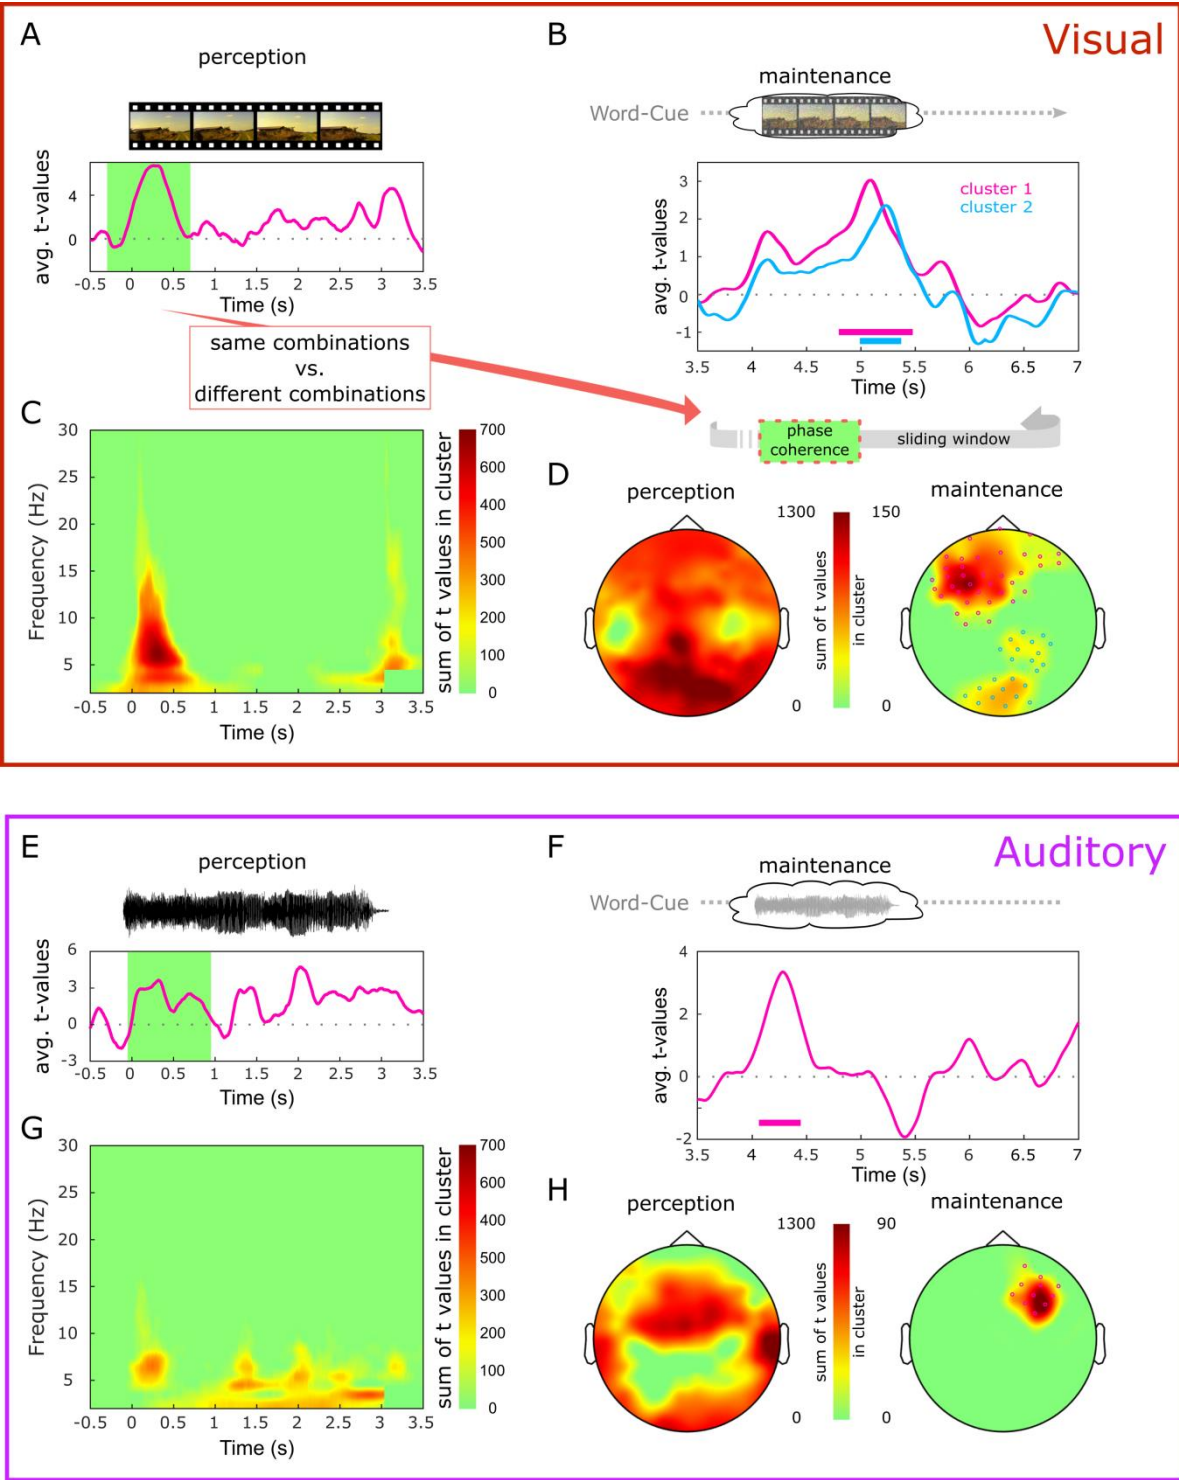 A
perception
avg. t-values
4
0
-0.5 0 0.5 1 1.5 2 2.5 3 3.5
Time (s)
B
Visual
maintenance
Word-Cue
cluster 1
cluster 2
avg. t-values
3
2
1
0
-1
3.5 4 4.5 5 5.5 6 6.5 7
Time (s)
same combinations
vs.
different combinations
phase
coherence
sliding window
C
Frequency (Hz)
30
25
20
15
10
5
-0.5 0 0.5 1 1.5 2 2.5 3 3.5
Time (s)
sum of t values in cluster
700
600
500
400
300
200
100
0
D
perception
maintenance
1300 150
sum of t values
in cluster
0 0
E
perception
avg. t-values
6
3
0
-3
-0.5 0 0.5 1 1.5 2 2.5 3 3.5
Time (s)
F
Auditory
maintenance
Word-Cue
avg. t-values
4
2
0
-2
3.5 4 4.5 5 5.5 6 6.5 7
Time (s)
G
Frequency (Hz)
30
25
20
15
10
5
-0.5 0 0.5 1 1.5 2 2.5 3 3.5
Time (s)
sum of t values in cluster
700
600
500
400
300
200
100
0
H
perception
maintenance
1300 90
sum of t values
in cluster
0 0